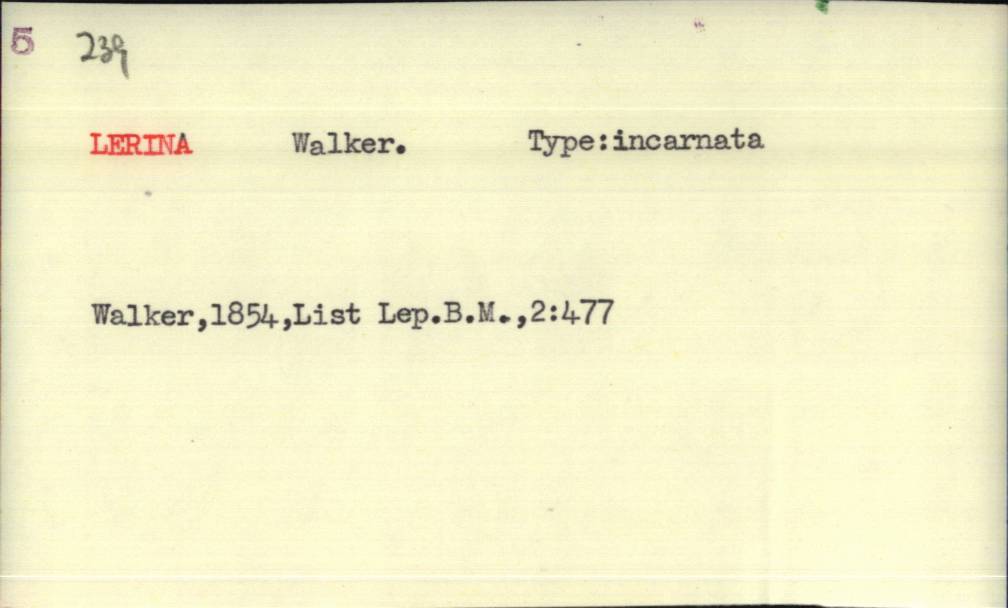 5 239
LERINA Walker. Type:incarnata
Walker,1854,List Lep.B.M.,2:477